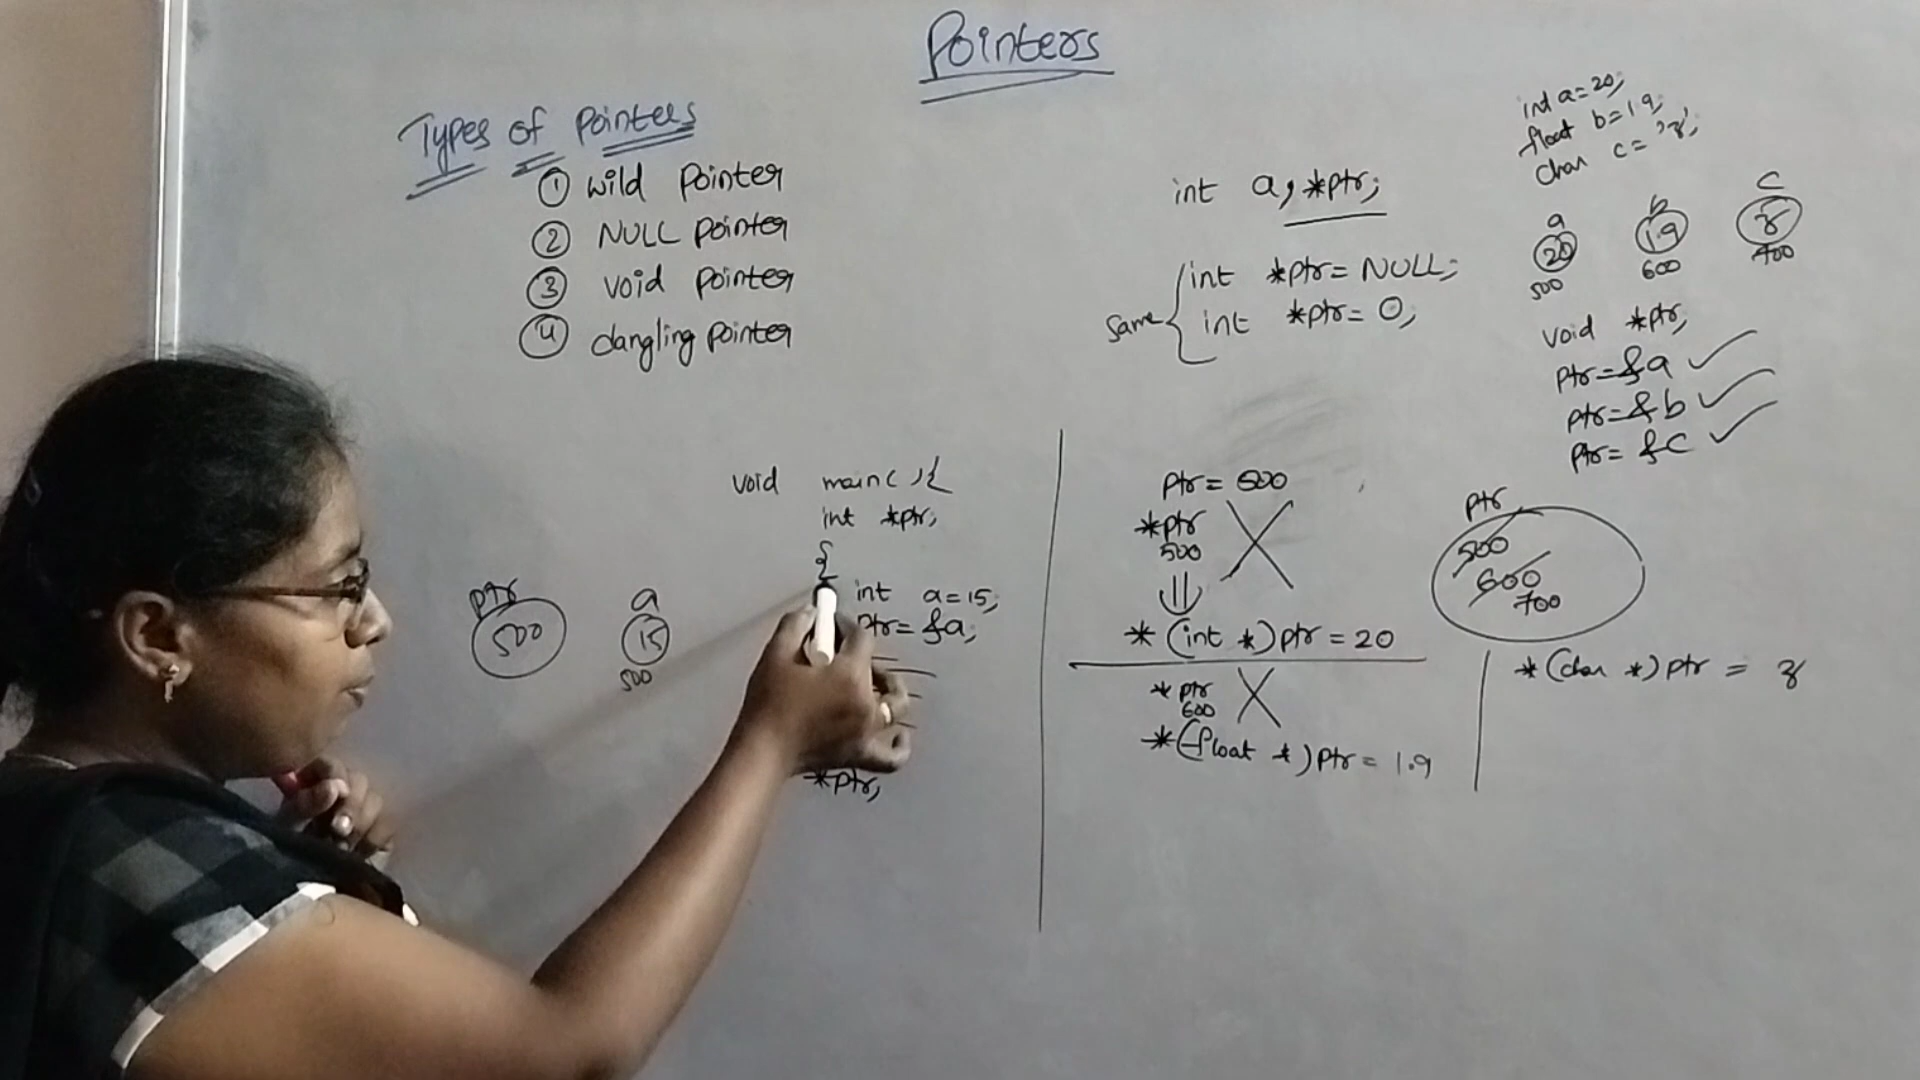 Pointers
Types of pointers
① wild pointer
② NULL pointer
③ void pointer
④ dangling pointer
int a, *ptr;
same { int *ptr = NULL;
int *ptr = 0;
int a=20;
float b=1.9;
char c='z';
a b c
20 1.9 z
500 600 700
void *ptr;
ptr=&a ✓
ptr=&b ✓
ptr=&c ✓
void main(){
int *ptr;
{
int a=15;
ptr=&a;
*ptr;
ptr a
500 15
500
ptr = 500
*ptr
500
* (int *)ptr = 20
*ptr
600
*(float *)ptr = 1.9
ptr
500
600
700
*(char *)ptr = z